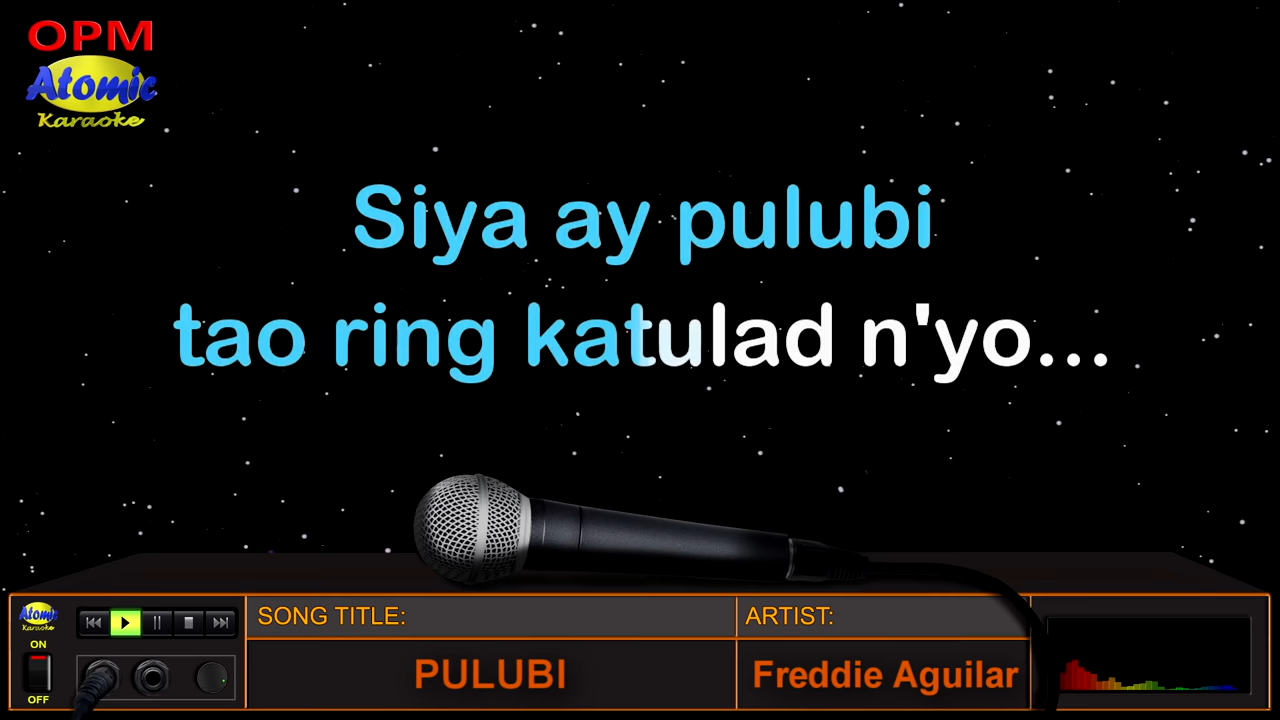 OPM
Atomic
Karaoke
Siya ay pulubi
tao ring katulad n'yo...
Atomic
Karaoke
ON
OFF
SONG TITLE:
PULUBI
ARTIST:
Freddie Aguilar